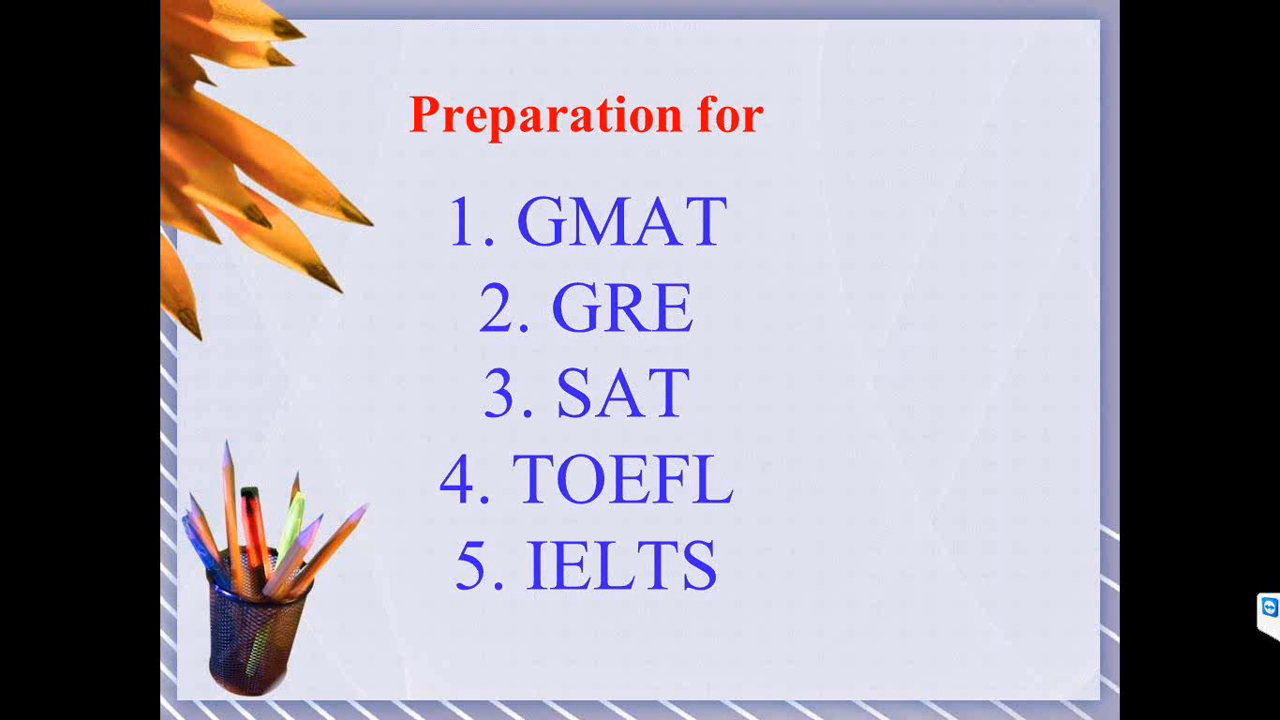 Preparation for
1. GMAT
2. GRE
3. SAT
4. TOEFL
5. IELTS